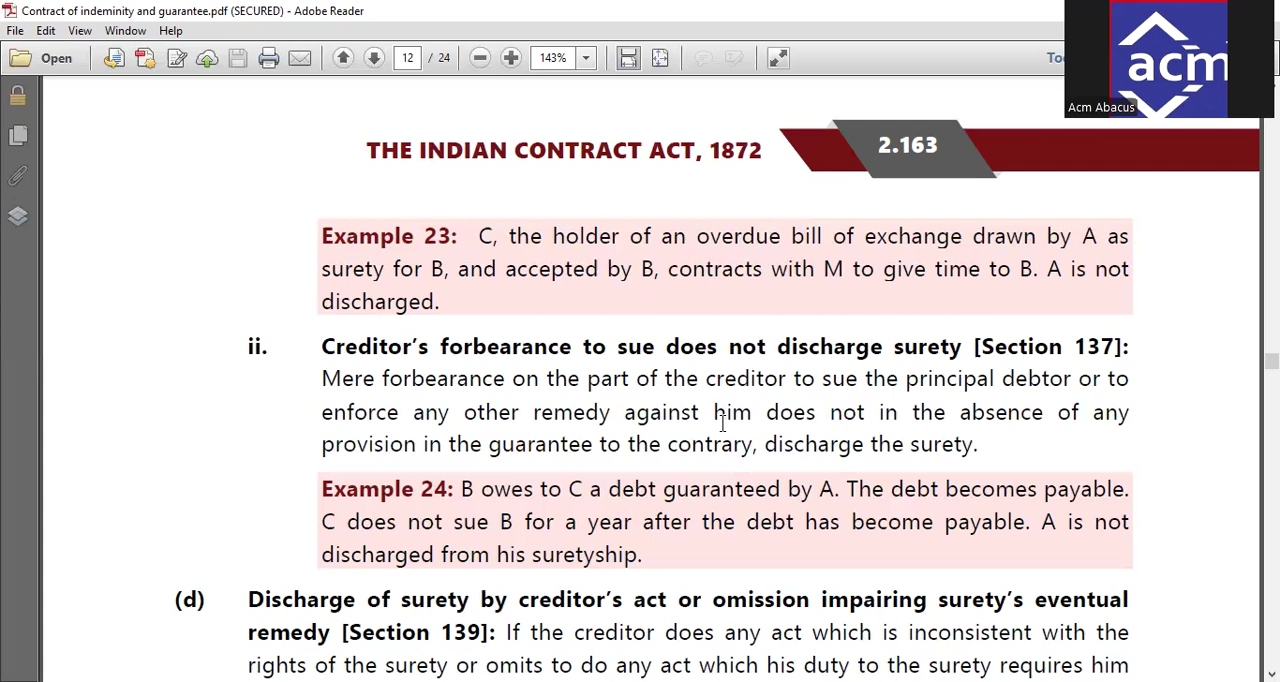 Contract of indeminity and guarantee.pdf (SECURED) - Adobe Reader
File Edit View Window Help
Open 12 / 24 143%
acm
Acm Abacus
THE INDIAN CONTRACT ACT, 1872 2.163
Example 23: C, the holder of an overdue bill of exchange drawn by A as
surety for B, and accepted by B, contracts with M to give time to B. A is not
discharged.
ii. Creditor's forbearance to sue does not discharge surety [Section 137]:
Mere forbearance on the part of the creditor to sue the principal debtor or to
enforce any other remedy against him does not in the absence of any
provision in the guarantee to the contrary, discharge the surety.
Example 24: B owes to C a debt guaranteed by A. The debt becomes payable.
C does not sue B for a year after the debt has become payable. A is not
discharged from his suretyship.
(d) Discharge of surety by creditor's act or omission impairing surety's eventual
remedy [Section 139]: If the creditor does any act which is inconsistent with the
rights of the surety or omits to do any act which his duty to the surety requires him